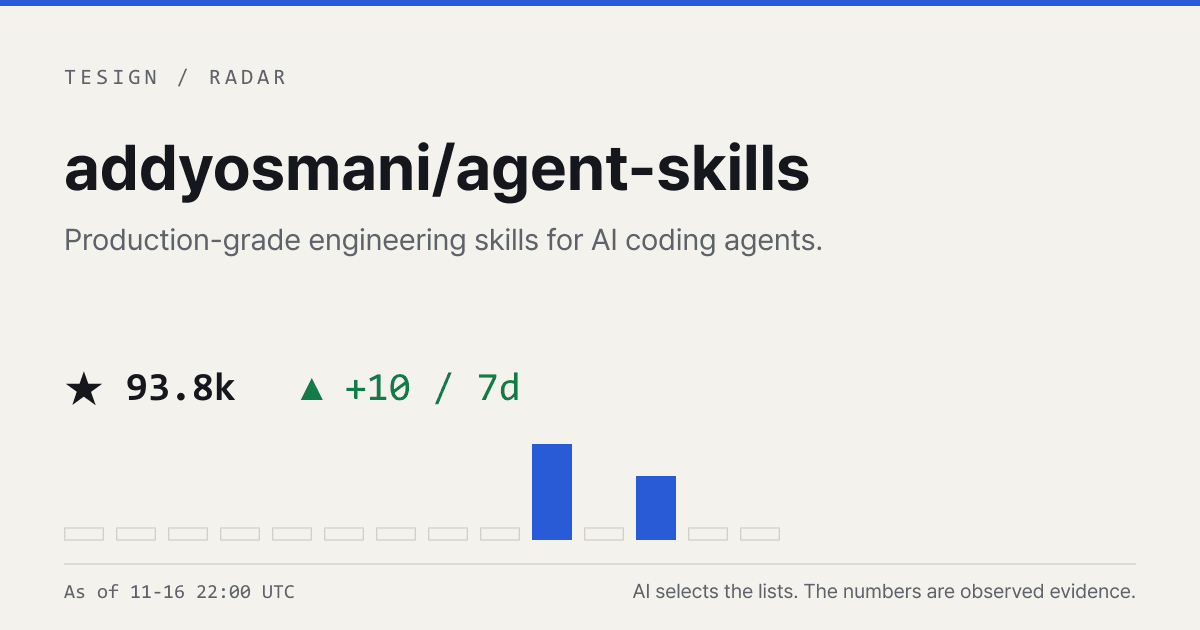 TESIGN / RADAR
addyosmani/agent-skills
Production-grade engineering skills for AI coding agents.
★ 93.8k ▲ +10 / 7d
As of 11-16 22:00 UTC
AI selects the lists. The numbers are observed evidence.